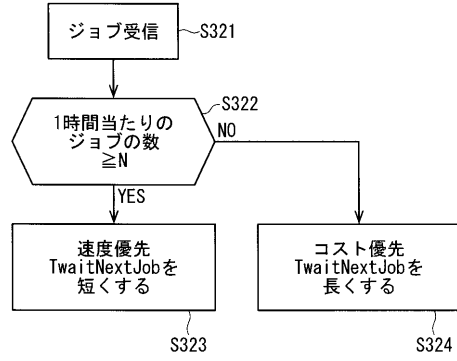 ジョブ受信
S321
1時間当たりの
ジョブの数
≧N
S322
NO
YES
速度優先
TwaitNextJobを
短くする
S323
コスト優先
TwaitNextJobを
長くする
S324